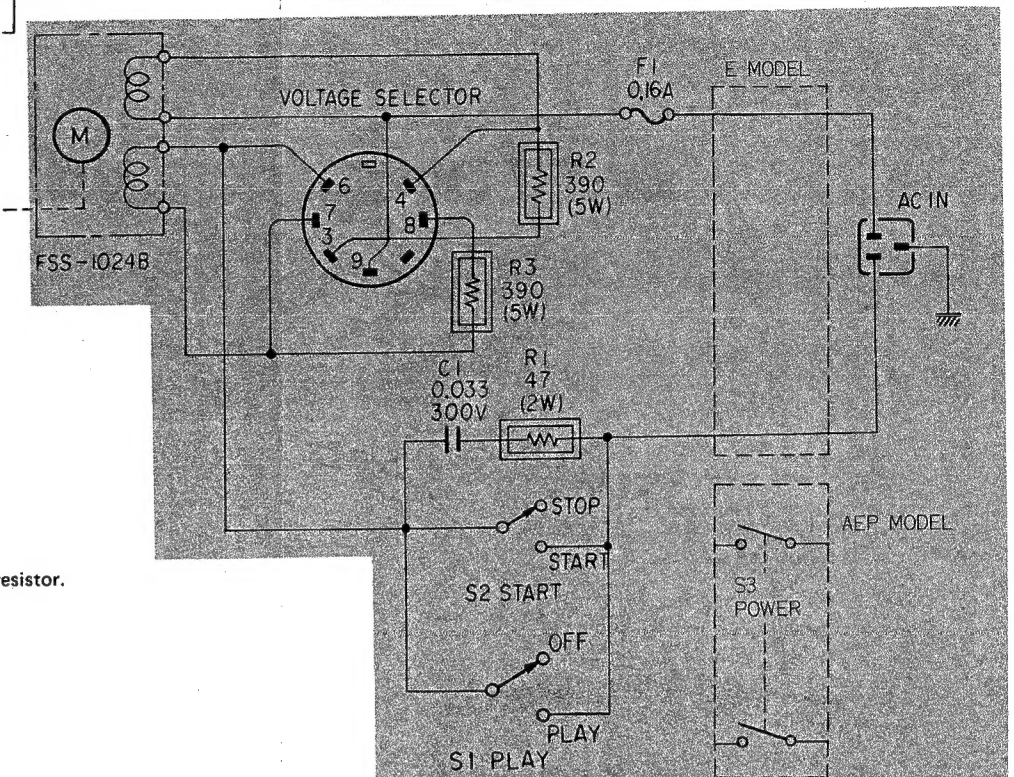 F1
0.16A
E MODEL
VOLTAGE SELECTOR
M
R2
390
(5W)
6
4
7
8
3
9
AC IN
FSS-1024B
R3
390
(5W)
C1
0.033
300V
R1
47
(2W)
STOP
START
S2 START
AEP MODEL
esistor.
S3
POWER
OFF
PLAY
S1 PLAY